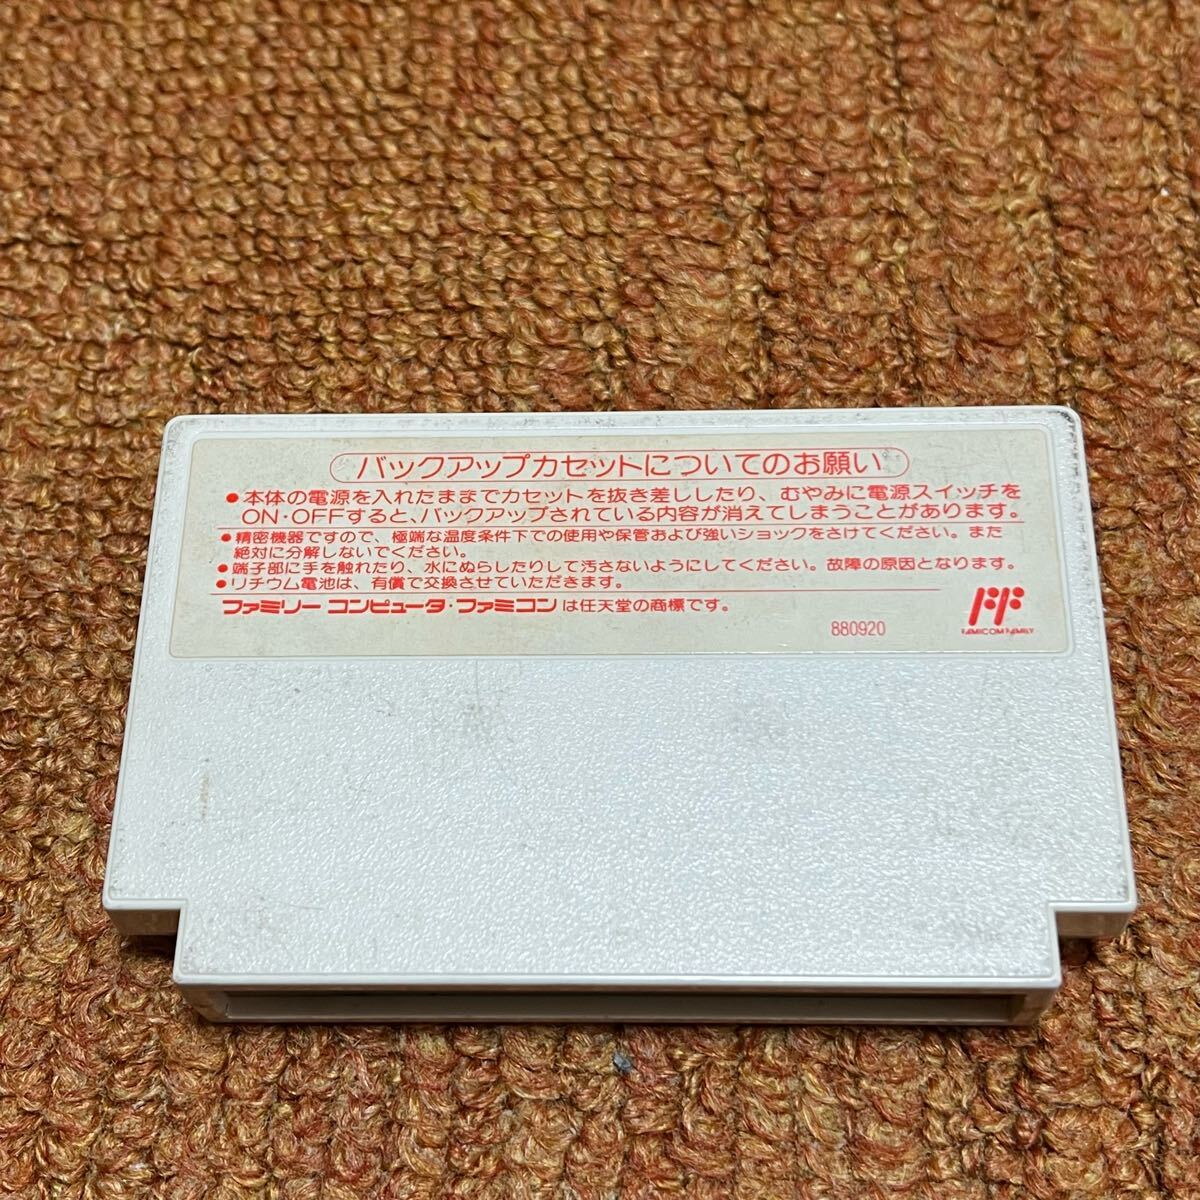 バックアップカセットについてのお願い
●本体の電源を入れたままでカセットを抜き差ししたり、むやみに電源スイッチを
ON・OFFすると、バックアップされている内容が消えてしまうことがあります。
●精密機器ですので、極端な温度条件下での使用や保管および強いショックをさけてください。また
絶対に分解しないでください。
●端子部に手を触れたり、水にぬらしたりして汚さないようにしてください。故障の原因となります。
●リチウム電池は、有償で交換させていただきます。
ファミリー コンピュータ・ファミコン は任天堂の商標です。
880920
FAMICOM FAMILY